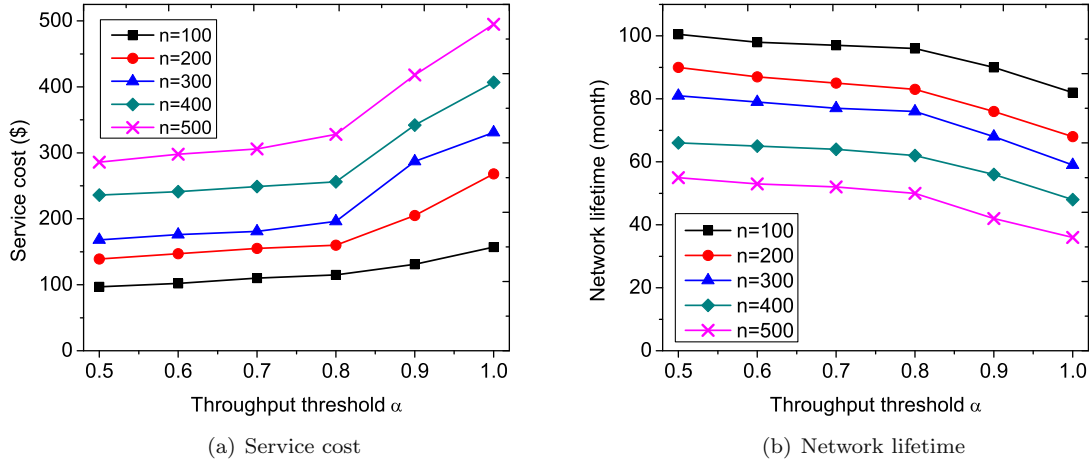 500
400
300
200
100
0
Service cost ($)
n=100
n=200
n=300
n=400
n=500
0.5 0.6 0.7 0.8 0.9 1.0
Throughput threshold α
(a) Service cost
100
80
60
40
20
0
Network lifetime (month)
n=100
n=200
n=300
n=400
n=500
0.5 0.6 0.7 0.8 0.9 1.0
Throughput threshold α
(b) Network lifetime